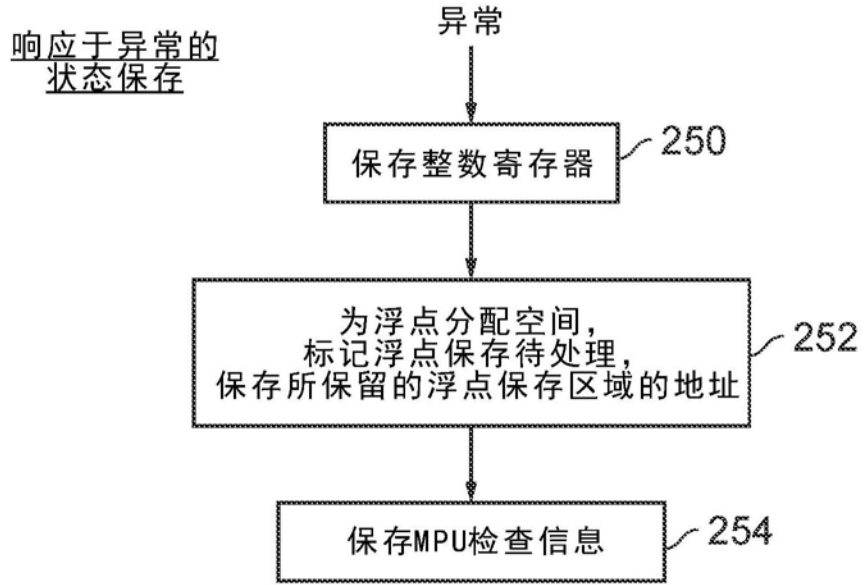 响应于异常的
状态保存
异常
保存整数寄存器
250
为浮点分配空间，
标记浮点保存待处理，
保存所保留的浮点保存区域的地址
252
保存MPU检查信息
254